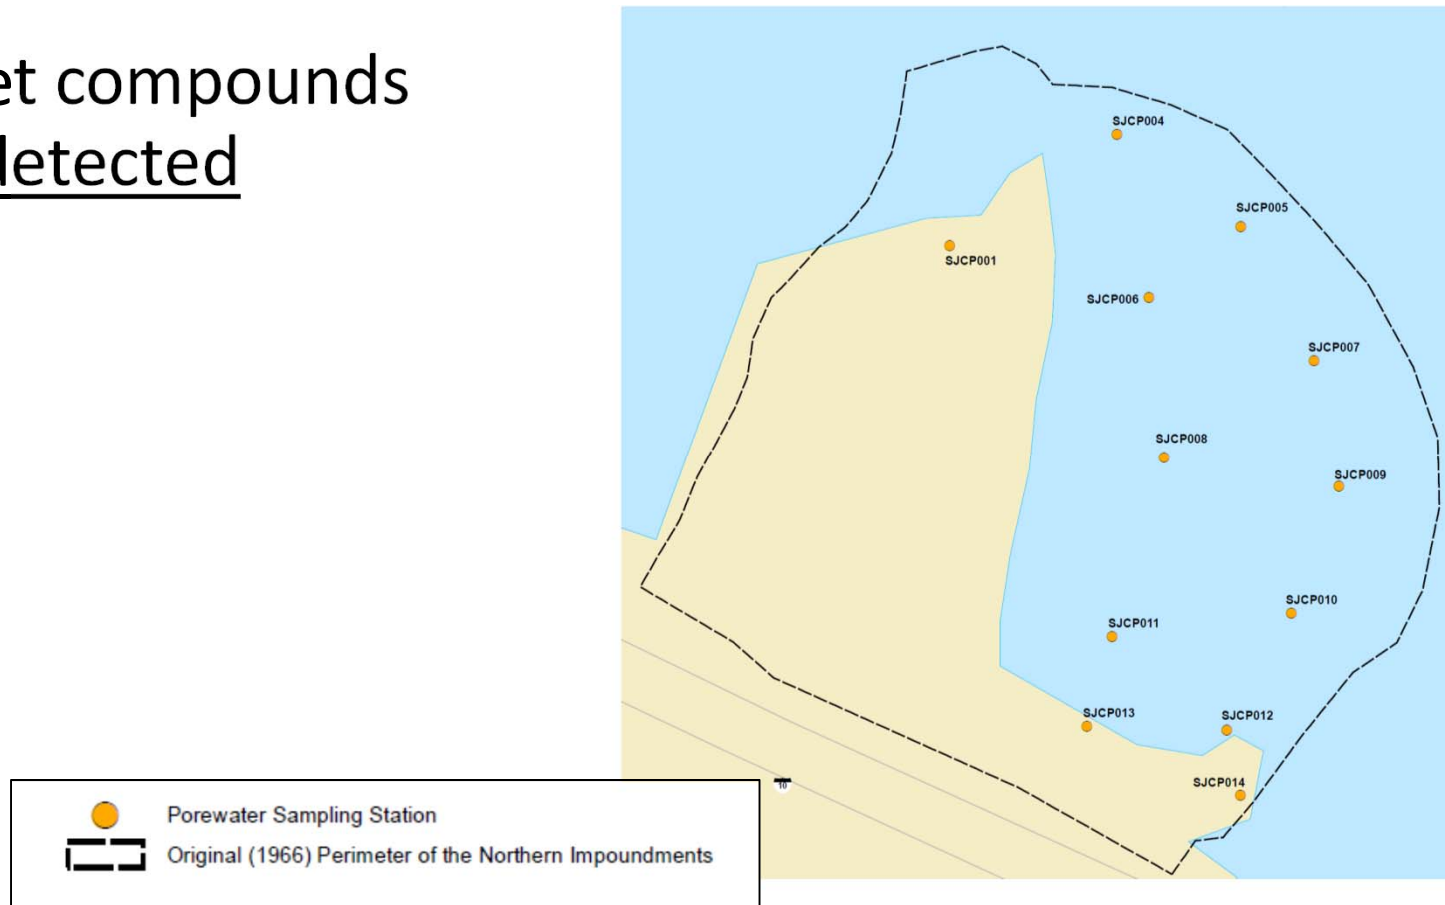 et compounds
detected
SJCP004
SJCP005
SJCP001
SJCP006
SJCP007
SJCP008
SJCP009
SJCP010
SJCP011
SJCP013
SJCP012
SJCP014
10
Porewater Sampling Station
Original (1966) Perimeter of the Northern Impoundments